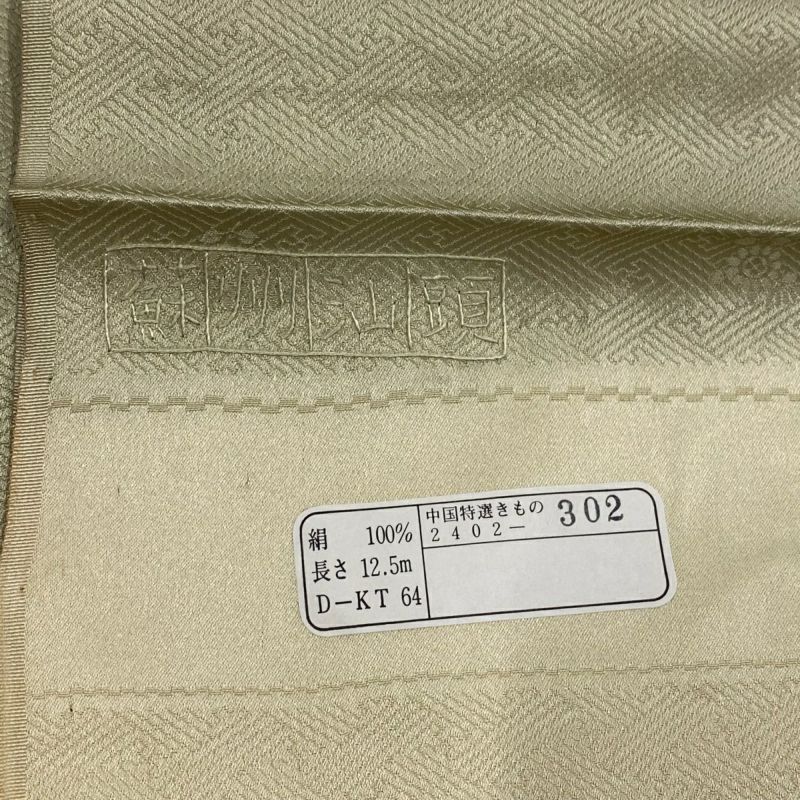 蘇州汕頭
絹 100%
長さ 12.5m
D-KT 64
中国特選きもの
2402- 302